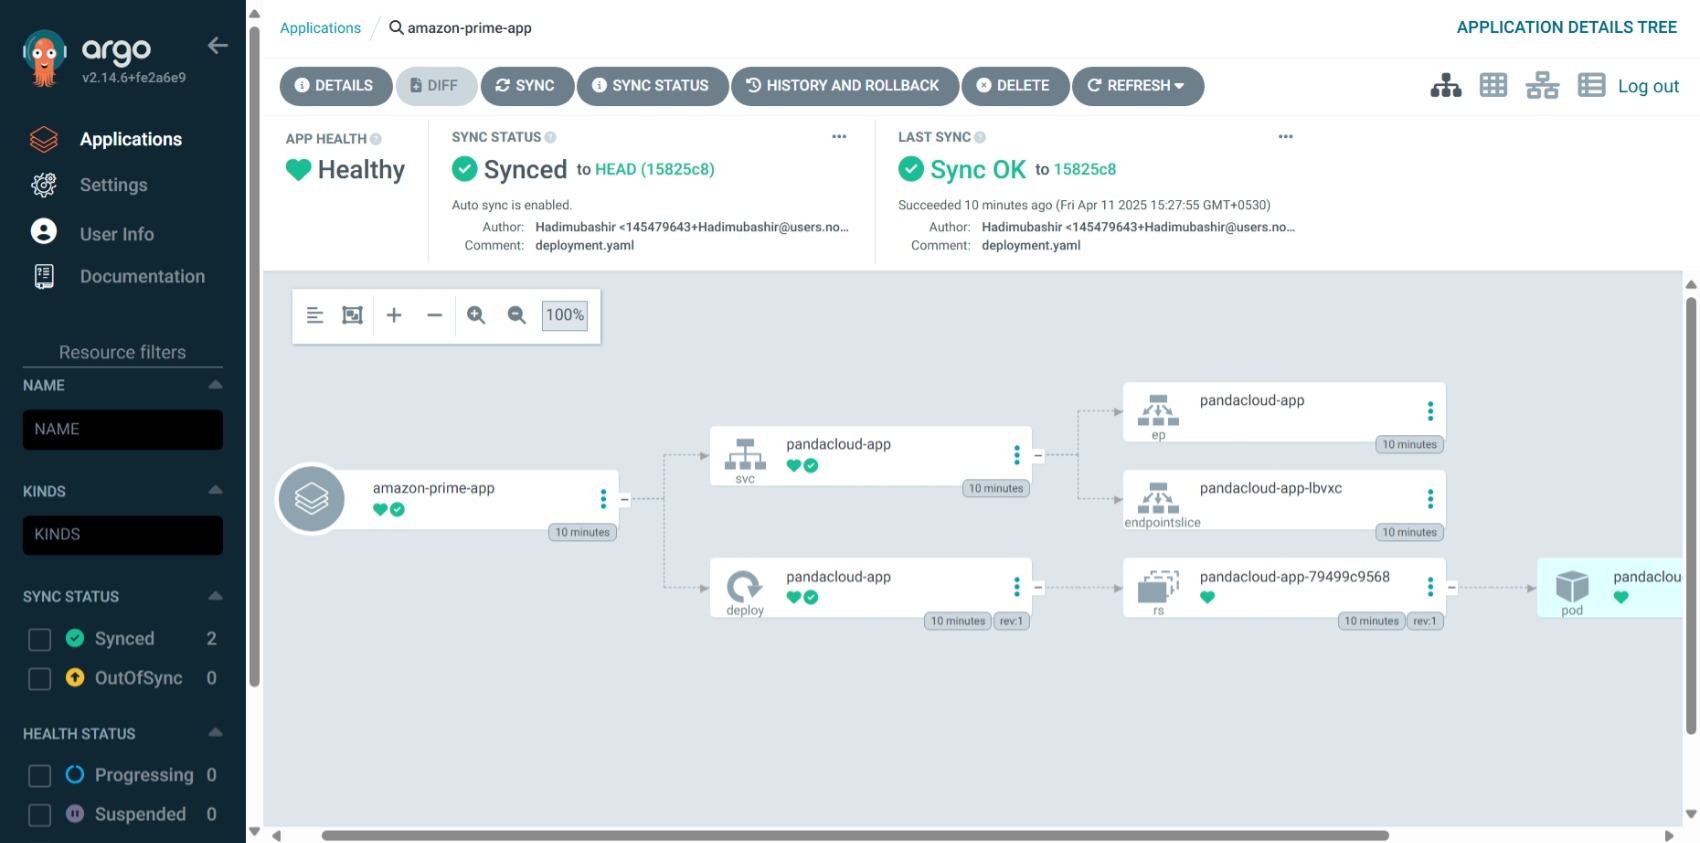 argo
v2.14.6+fe2a6e9
Applications
Settings
User Info
Documentation
Resource filters
NAME
NAME
KINDS
KINDS
SYNC STATUS
Synced 2
OutOfSync 0
HEALTH STATUS
Progressing 0
Suspended 0
Applications / amazon-prime-app
APPLICATION DETAILS TREE
DETAILS DIFF SYNC SYNC STATUS HISTORY AND ROLLBACK DELETE REFRESH Log out
APP HEALTH
Healthy
SYNC STATUS
Synced to HEAD (15825c8)
Auto sync is enabled.
Author: Hadimubashir <145479643+Hadimubashir@users.no...
Comment: deployment.yaml
LAST SYNC
Sync OK to 15825c8
Succeeded 10 minutes ago (Fri Apr 11 2025 15:27:55 GMT+0530)
Author: Hadimubashir <145479643+Hadimubashir@users.no...
Comment: deployment.yaml
100%
amazon-prime-app
10 minutes
pandacloud-app
svc
10 minutes
pandacloud-app
deploy
10 minutes rev:1
pandacloud-app
ep
10 minutes
pandacloud-app-lbvxc
endpointslice
10 minutes
pandacloud-app-79499c9568
rs
10 minutes rev:1
pandaclou
pod